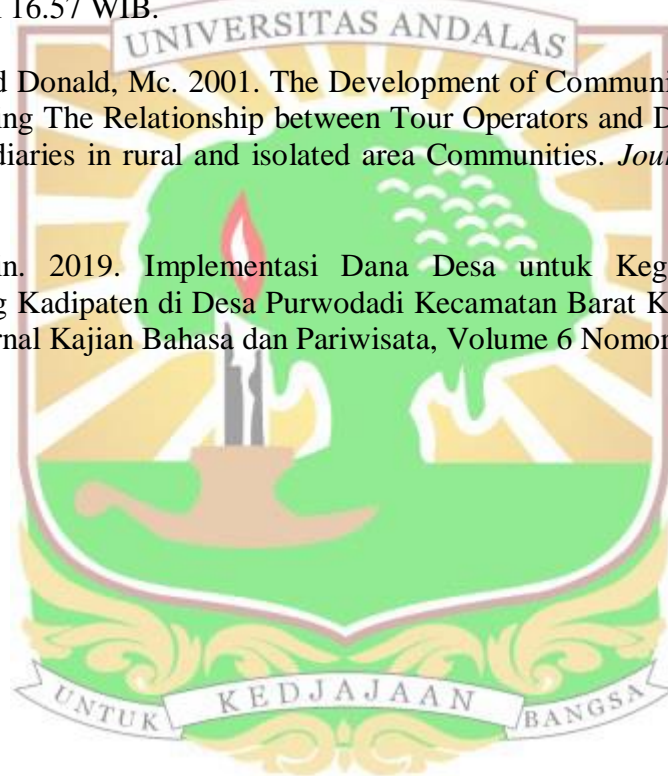 16.57 WIB.
UNIVERSITAS ANDALAS
d Donald, Mc. 2001. The Development of Communi
ing The Relationship between Tour Operators and D
diaries in rural and isolated area Communities. Jour
n. 2019. Implementasi Dana Desa untuk Keg
g Kadipaten di Desa Purwodadi Kecamatan Barat K
rnal Kajian Bahasa dan Pariwisata, Volume 6 Nomor
UNTUK KEDJAJAAN BANGSA